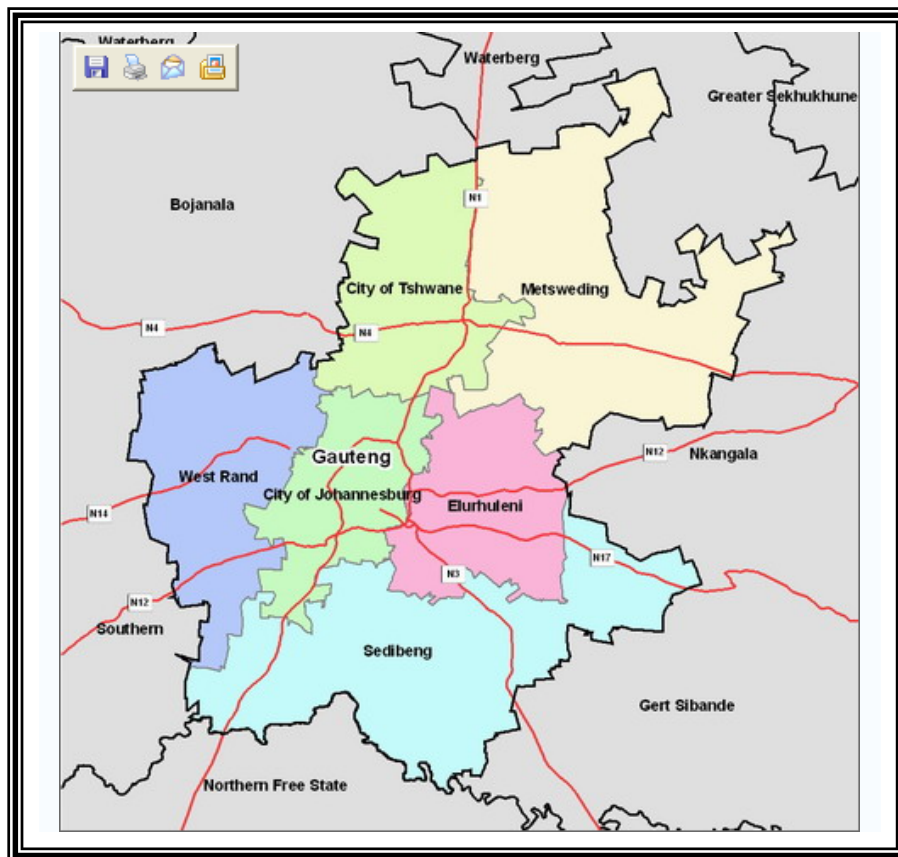 Waterberg
Waterberg
Greater Sekhukhune
Bojanala
N1
City of Tshwane
Metsweding
N4
N4
Gauteng
West Rand
City of Johannesburg
N12
Nkangala
Elurhuleni
N14
N17
N3
N12
Southern
Sedibeng
Gert Sibande
Northern Free State